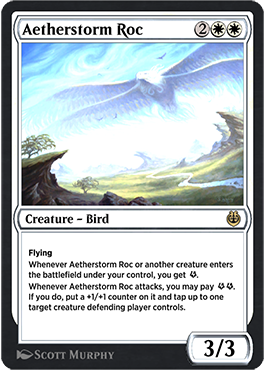 Aetherstorm Roc 2
Creature – Bird
Flying
Whenever Aetherstorm Roc or another creature enters
the battlefield under your control, you get
Whenever Aetherstorm Roc attacks, you may pay
If you do, put a +1/+1 counter on it and tap up to one
target creature defending player controls.
Scott Murphy
3/3